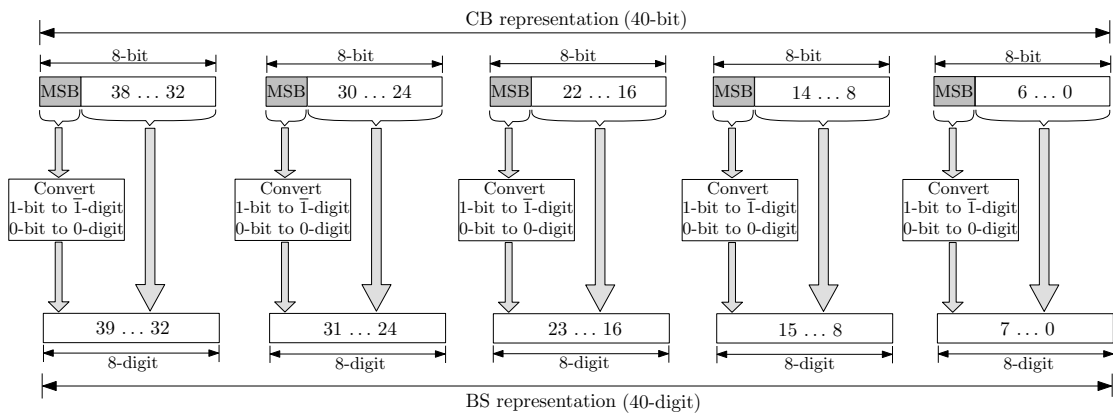 CB representation (40-bit)
8-bit 8-bit 8-bit 8-bit 8-bit
MSB 38 … 32 MSB 30 … 24 MSB 22 … 16 MSB 14 … 8 MSB 6 … 0
Convert Convert Convert Convert Convert
1-bit to 1̅-digit 1-bit to 1̅-digit 1-bit to 1̅-digit 1-bit to 1̅-digit 1-bit to 1̅-digit
0-bit to 0-digit 0-bit to 0-digit 0-bit to 0-digit 0-bit to 0-digit 0-bit to 0-digit
39 … 32 31 … 24 23 … 16 15 … 8 7 … 0
8-digit 8-digit 8-digit 8-digit 8-digit
BS representation (40-digit)